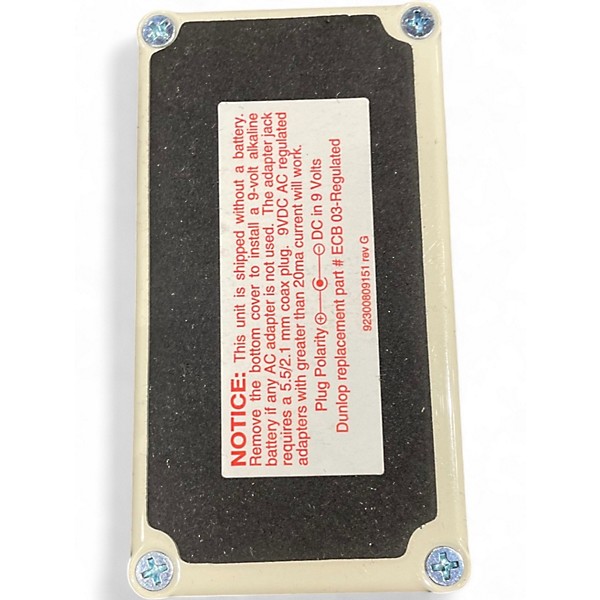 NOTICE: This unit is shipped without a battery.
Remove the bottom cover to install a 9-volt alkaline
battery if any AC adapter is not used. The adapter jack
requires a 5.5/2.1 mm coax plug. 9VDC AC regulated
adapters with greater than 20ma current will work.
Plug Polarity ⊕ ⊖ DC in 9 Volts
Dunlop replacement part # ECB 03-Regulated
92300809151 rev G